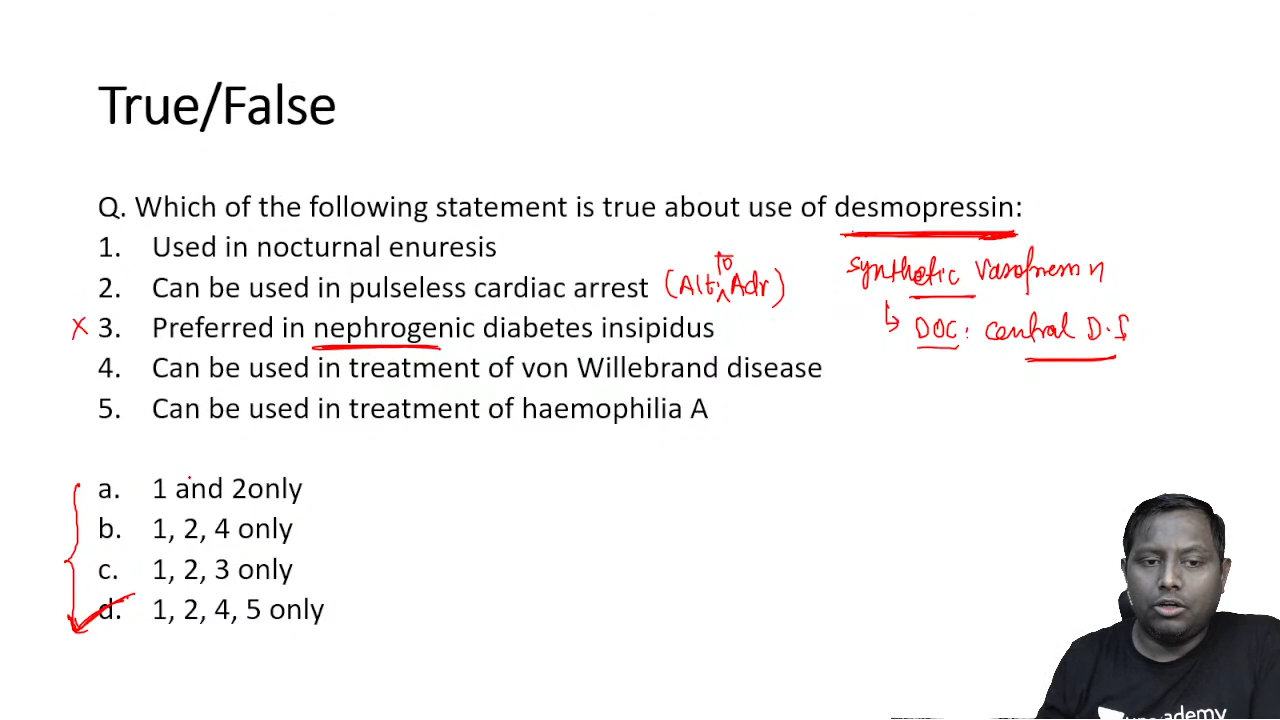 True/False
Q. Which of the following statement is true about use of desmopressin:
1. Used in nocturnal enuresis
2. Can be used in pulseless cardiac arrest (Alt. to Adr)
synthetic vasopressin
X 3. Preferred in nephrogenic diabetes insipidus
DOC: central D.I
4. Can be used in treatment of von Willebrand disease
5. Can be used in treatment of haemophilia A
a. 1 and 2only
b. 1, 2, 4 only
c. 1, 2, 3 only
d. 1, 2, 4, 5 only